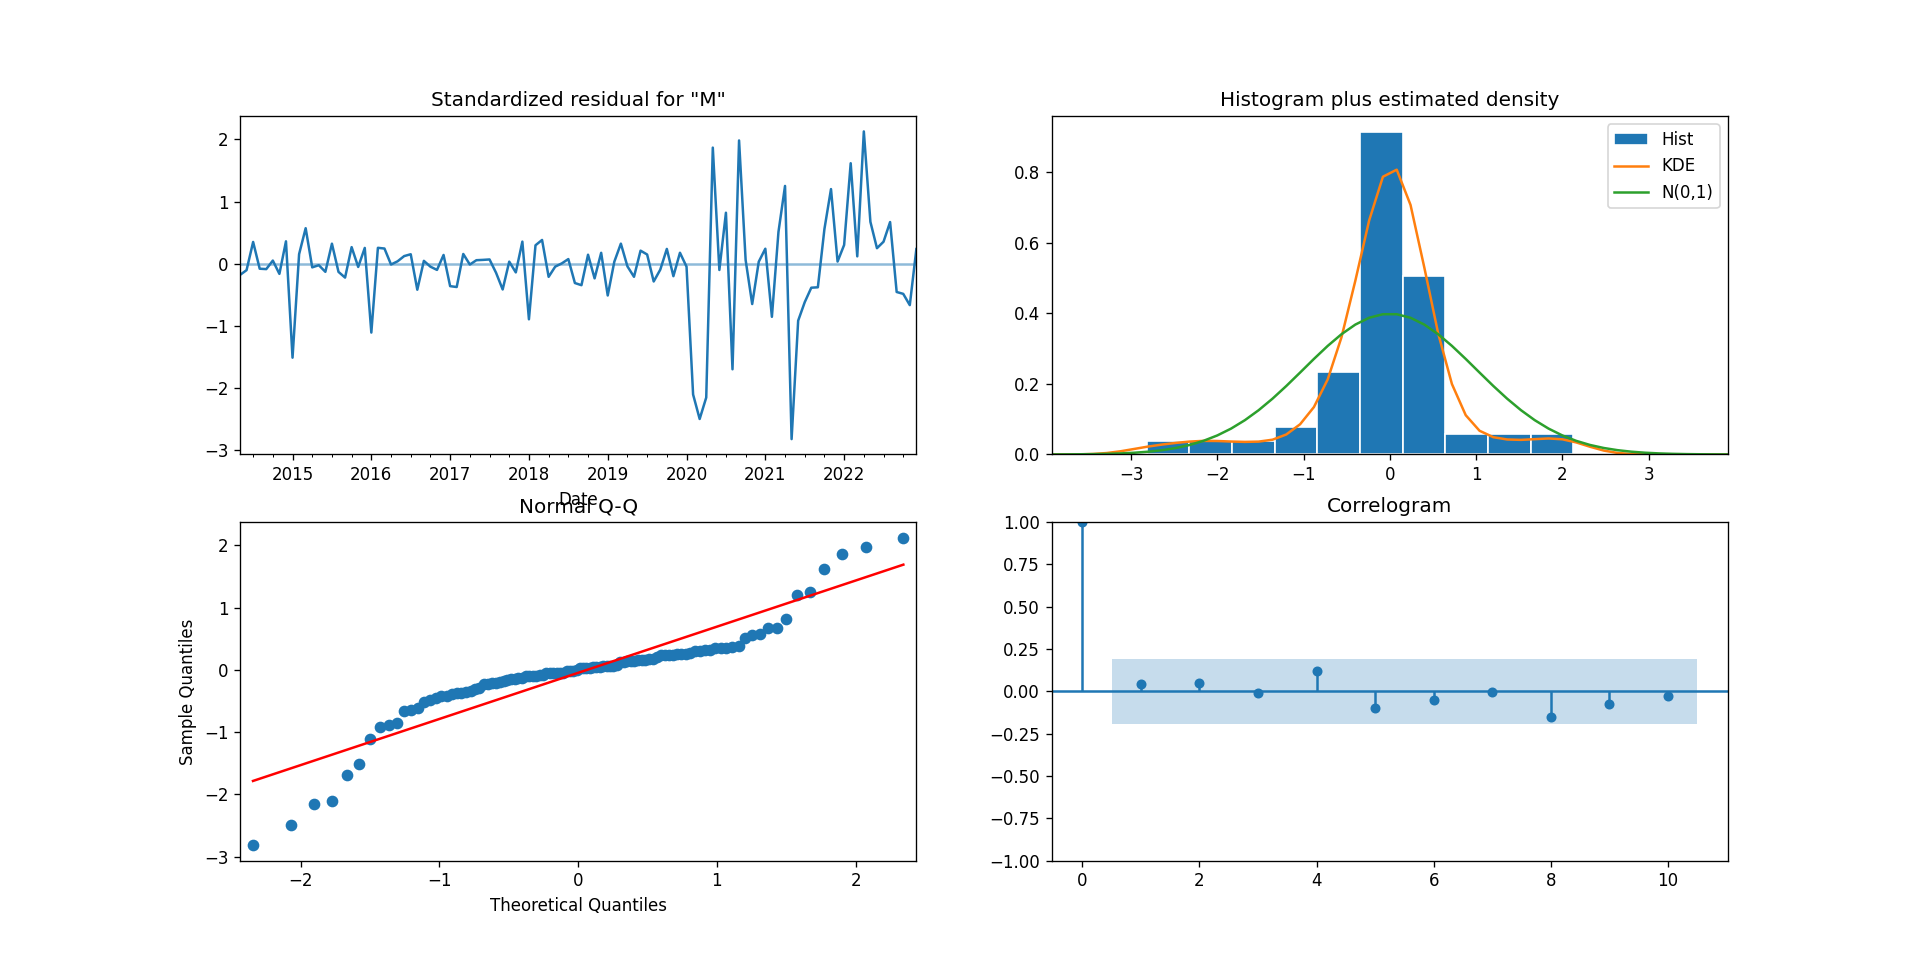 Standardized residual for "M"
2
1
0
−1
−2
−3
2015 2016 2017 2018 2019 2020 2021 2022
Date
Histogram plus estimated density
Hist
KDE
N(0,1)
0.8
0.6
0.4
0.2
0.0
−3 −2 −1 0 1 2 3
Normal Q-Q
Sample Quantiles
2
1
0
−1
−2
−3
−2 −1 0 1 2
Theoretical Quantiles
Correlogram
1.00
0.75
0.50
0.25
0.00
−0.25
−0.50
−0.75
−1.00
0 2 4 6 8 10